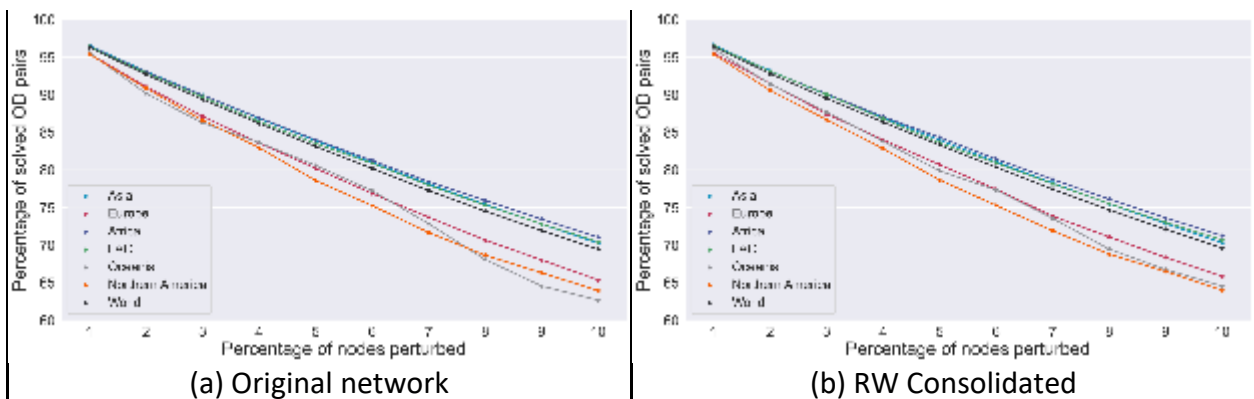 100
95
90
85
80
75
70
65
60
Percentage of solved OD pairs
Asia
Europe
Africa
LAC
Oceania
Northern America
World
1 2 3 4 5 6 7 8 9 10
Percentage of nodes perturbed
(a) Original network
100
95
90
85
80
75
70
65
60
Percentage of solved OD pairs
Asia
Europe
Africa
LAC
Oceania
Northern America
World
1 2 3 4 5 6 7 8 9 10
Percentage of nodes perturbed
(b) RW Consolidated